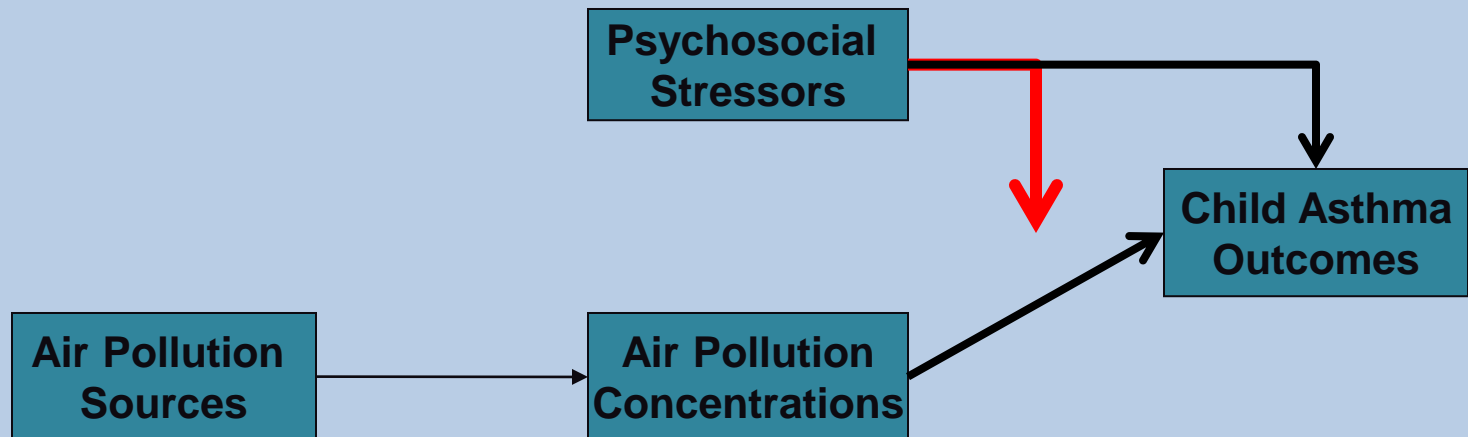 Psychosocial
Stressors
Child Asthma
Outcomes
Air Pollution
Sources
Air Pollution
Concentrations